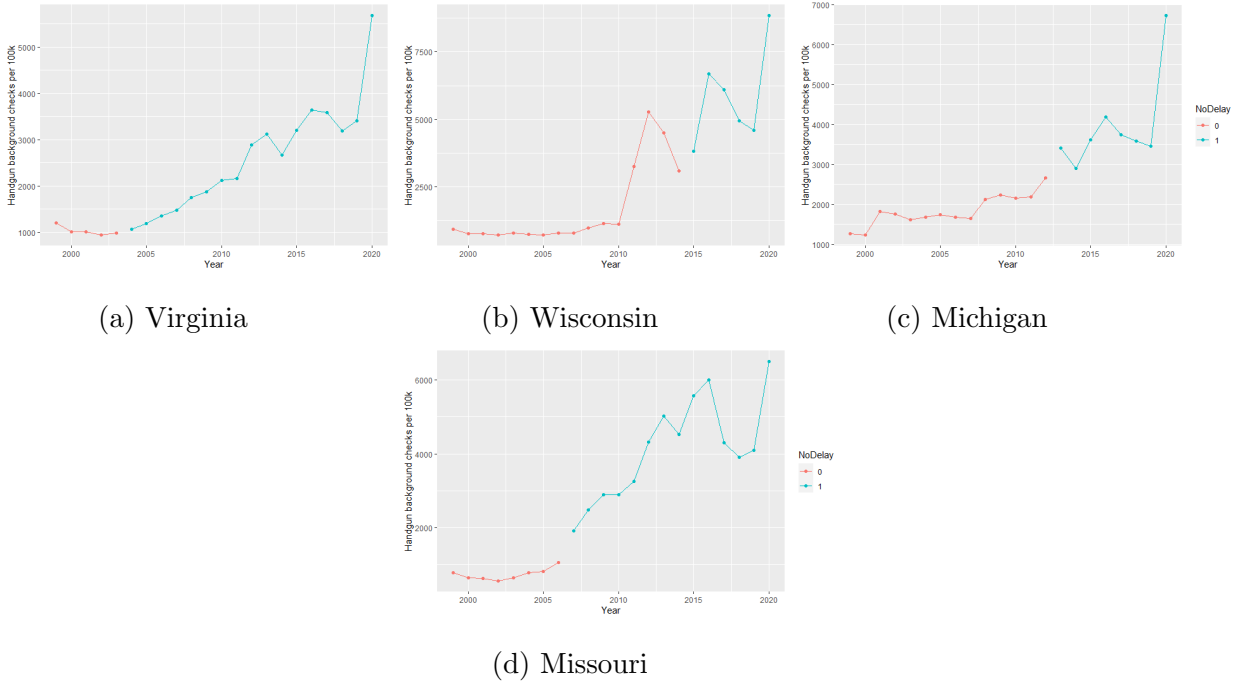 5000
4000
3000
2000
1000
Handgun background checks per 100k
2000 2005 2010 2015 2020
Year
(a) Virginia
7500
5000
2500
Handgun background checks per 100k
2000 2005 2010 2015 2020
Year
(b) Wisconsin
7000
6000
5000
4000
3000
2000
1000
Handgun background checks per 100k
2000 2005 2010 2015 2020
Year
NoDelay
0
1
(c) Michigan
6000
4000
2000
Handgun background checks per 100k
2000 2005 2010 2015 2020
Year
NoDelay
0
1
(d) Missouri